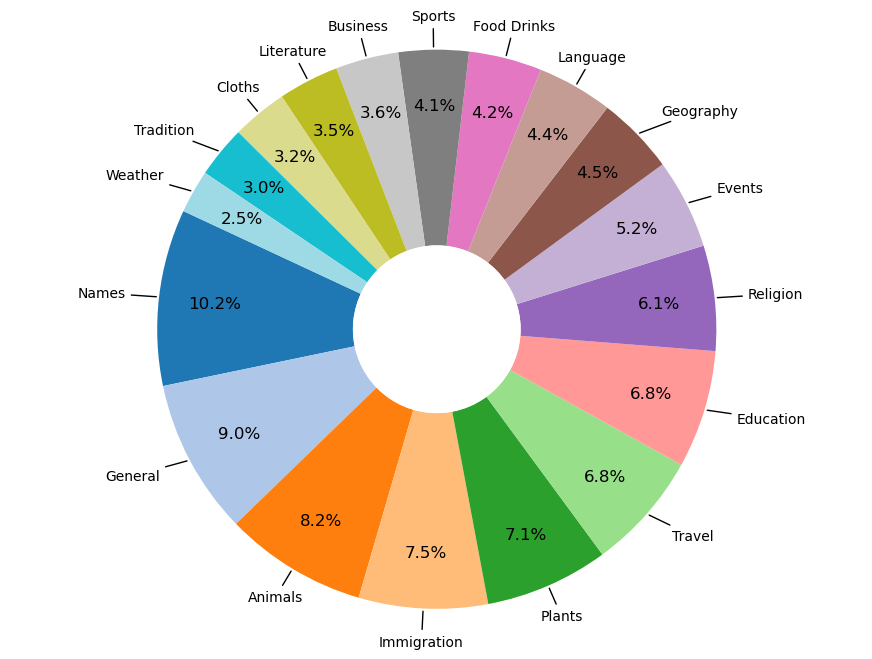 Sports
Business
Food Drinks
Literature
Language
Cloths
Geography
Tradition
Weather
Events
Names
Religion
General
Education
Animals
Travel
Immigration
Plants
4.1%
3.6%
4.2%
3.5%
4.4%
3.2%
4.5%
3.0%
2.5%
5.2%
10.2%
6.1%
9.0%
6.8%
8.2%
6.8%
7.5%
7.1%